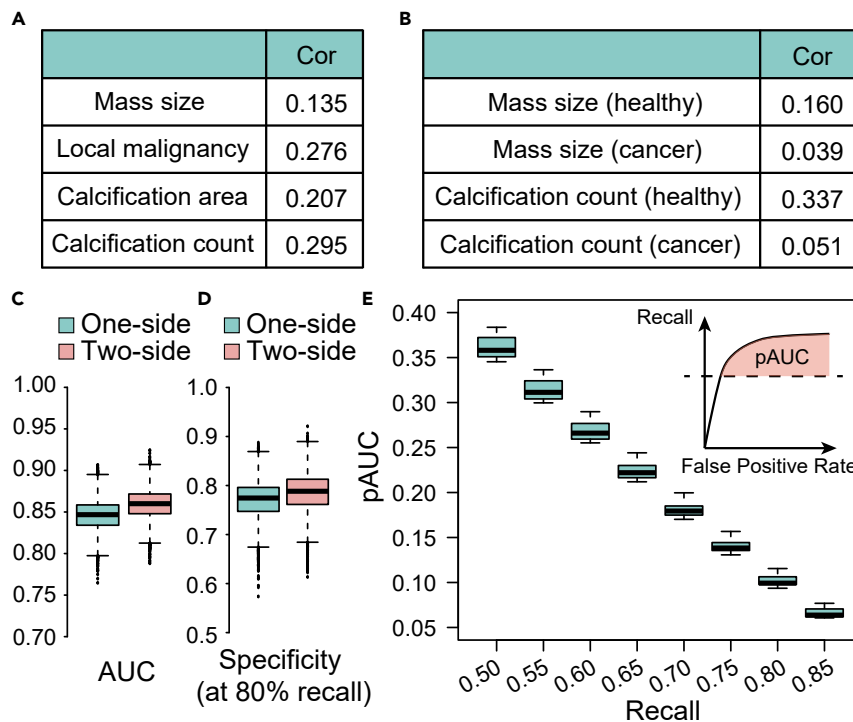 A
Cor
Mass size 0.135
Local malignancy 0.276
Calcification area 0.207
Calcification count 0.295
B
Cor
Mass size (healthy) 0.160
Mass size (cancer) 0.039
Calcification count (healthy) 0.337
Calcification count (cancer) 0.051
C
One-side
Two-side
1.00
0.95
0.90
0.85
0.80
0.75
0.70
AUC
D
One-side
Two-side
1.0
0.9
0.8
0.7
0.6
0.5
Specificity
(at 80% recall)
E
pAUC
0.40
0.35
0.30
0.25
0.20
0.15
0.10
0.05
Recall
pAUC
False Positive Rate
0.50 0.55 0.60 0.65 0.70 0.75 0.80 0.85
Recall